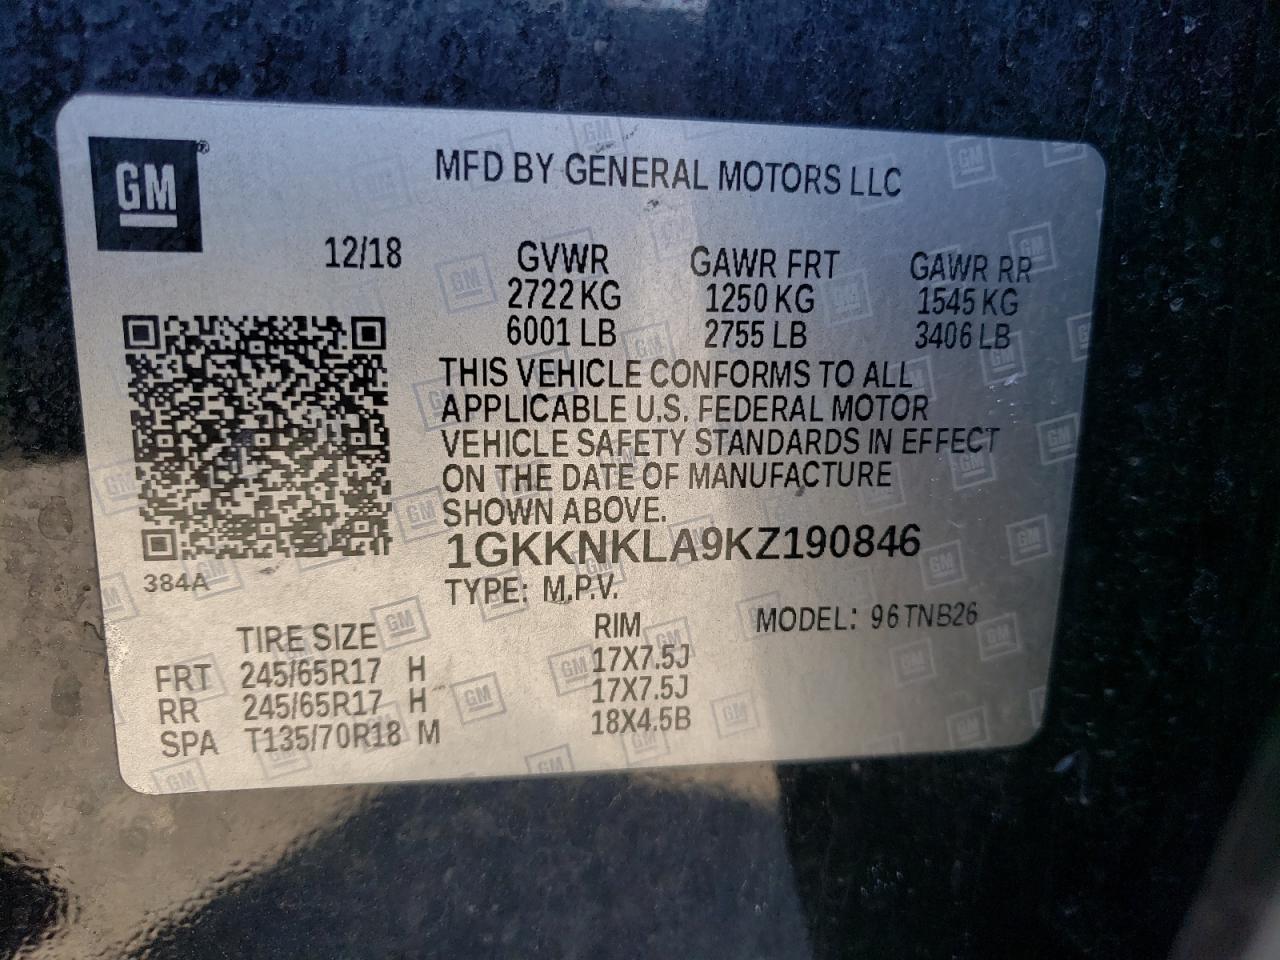 GM®
MFD BY GENERAL MOTORS LLC
12/18 GVWR GAWR FRT GAWR RR
2722 KG 1250 KG 1545 KG
6001 LB 2755 LB 3406 LB
THIS VEHICLE CONFORMS TO ALL
APPLICABLE U.S. FEDERAL MOTOR
VEHICLE SAFETY STANDARDS IN EFFECT
ON THE DATE OF MANUFACTURE
SHOWN ABOVE.
1GKKNKLA9KZ190846
384A
TYPE: M.P.V.
TIRE SIZE RIM MODEL: 96TNB26
FRT 245/65R17 H 17X7.5J
RR 245/65R17 H 17X7.5J
SPA T135/70R18 M 18X4.5B